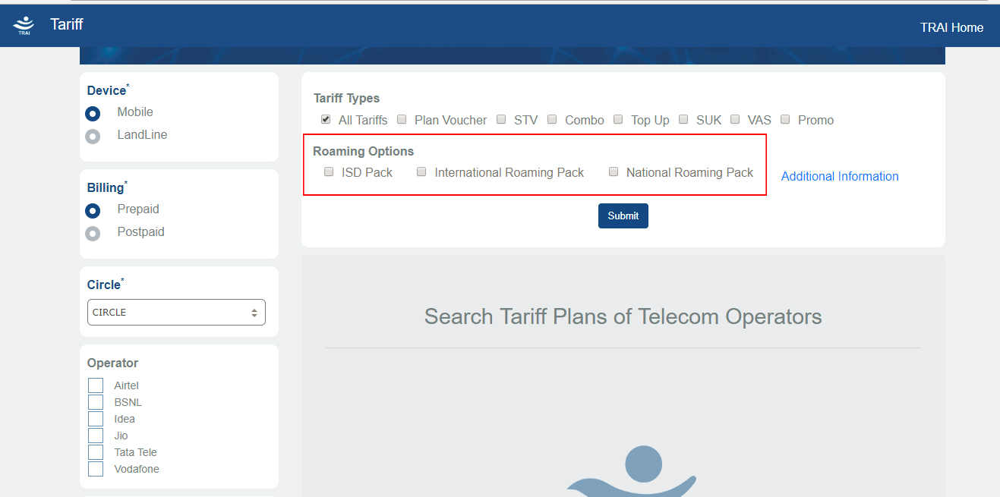 TRAI
Tariff
TRAI Home
Device*
Mobile
LandLine
Billing*
Prepaid
Postpaid
Circle*
CIRCLE
Operator
Airtel
BSNL
Idea
Jio
Tata Tele
Vodafone
Tariff Types
All Tariffs Plan Voucher STV Combo Top Up SUK VAS Promo
Roaming Options
ISD Pack International Roaming Pack National Roaming Pack
Additional Information
Submit
Search Tariff Plans of Telecom Operators